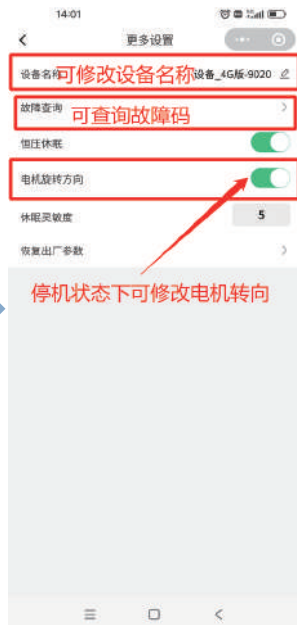 14:01
更多设置
设备名称 可修改设备名称 设备_4G版-9020
故障查询 可查询故障码
恒压休眠
电机旋转方向
休眠灵敏度 5
恢复出厂参数
停机状态下可修改电机转向